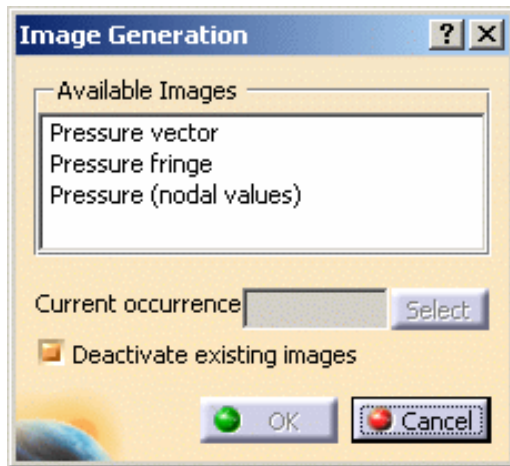 Image Generation ? X
Available Images
Pressure vector
Pressure fringe
Pressure (nodal values)
Current occurrence Select
Deactivate existing images
OK Cancel